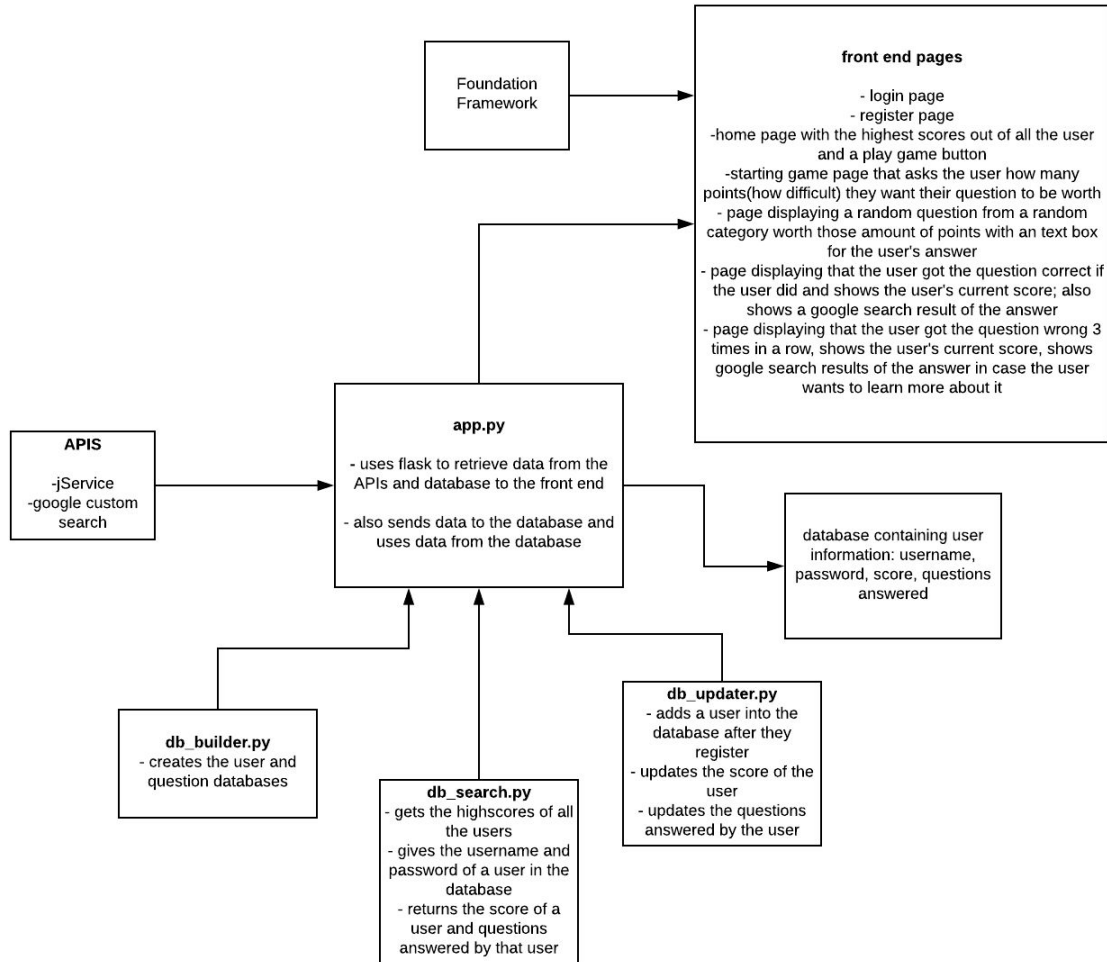 Foundation
Framework
front end pages
- login page
- register page
-home page with the highest scores out of all the user
and a play game button
-starting game page that asks the user how many
points(how difficult) they want their question to be worth
- page displaying a random question from a random
category worth those amount of points with an text box
for the user's answer
- page displaying that the user got the question correct if
the user did and shows the user's current score; also
shows a google search result of the answer
- page displaying that the user got the question wrong 3
times in a row, shows the user's current score, shows
google search results of the answer in case the user
wants to learn more about it
APIS
-jService
-google custom
search
app.py
- uses flask to retrieve data from the
APIs and database to the front end
- also sends data to the database and
uses data from the database
database containing user
information: username,
password, score, questions
answered
db_builder.py
- creates the user and
question databases
db_search.py
- gets the highscores of all
the users
- gives the username and
password of a user in the
database
- returns the score of a
user and questions
answered by that user
db_updater.py
- adds a user into the
database after they
register
- updates the score of the
user
- updates the questions
answered by the user